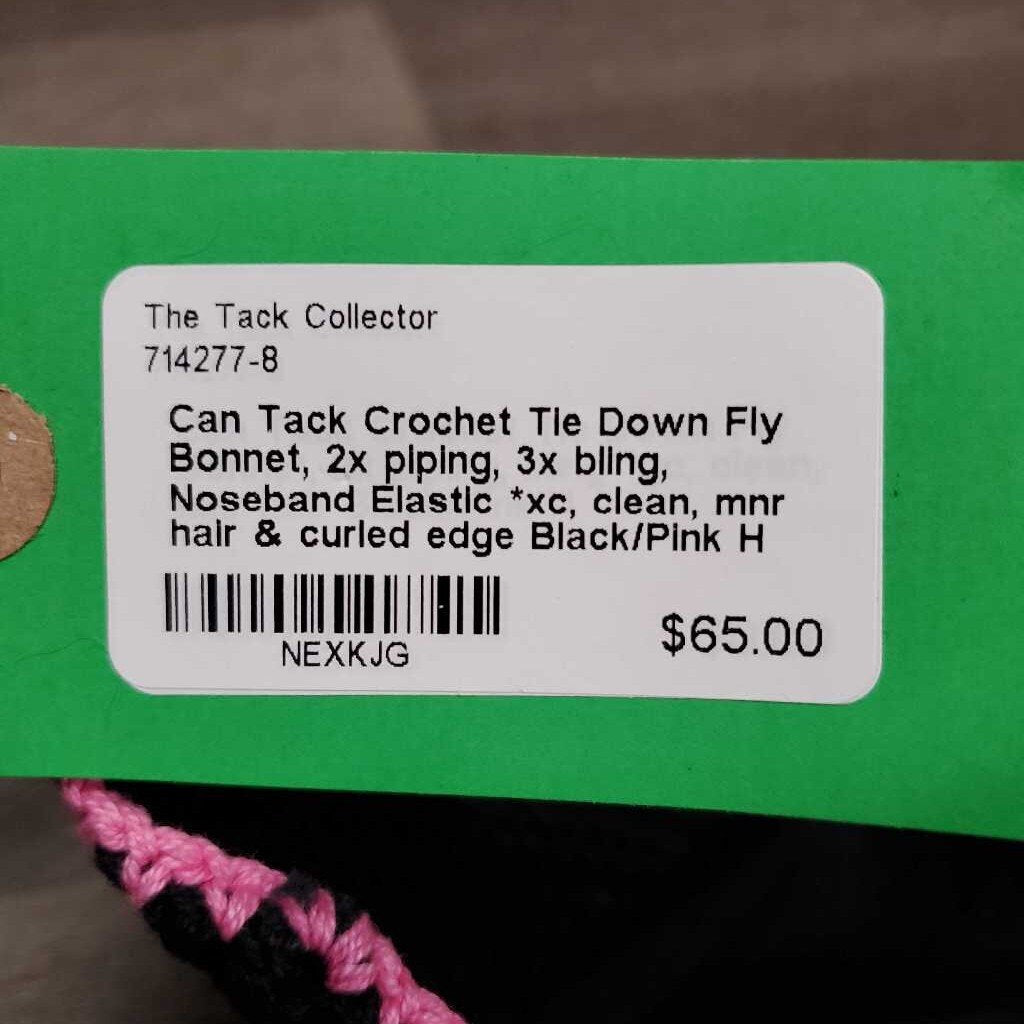 The Tack Collector
714277-8
Can Tack Crochet Tie Down Fly
Bonnet, 2x piping, 3x bling,
Noseband Elastic *xc, clean, mnr
hair & curled edge Black/Pink H
NEXKJG
$65.00